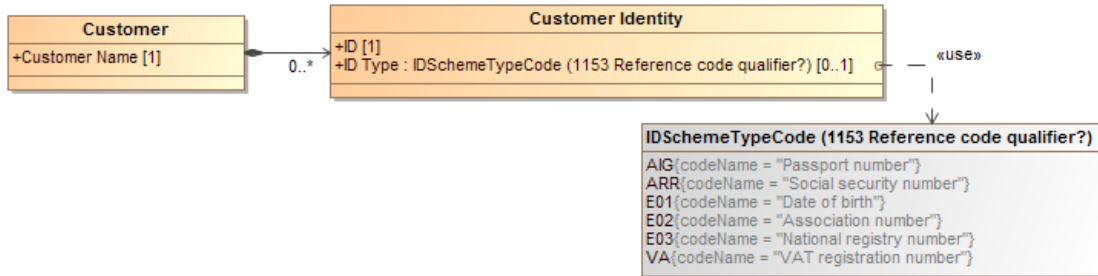 Customer
+Customer Name [1]
0..*
Customer Identity
+ID [1]
+ID Type : IDSchemeTypeCode (1153 Reference code qualifier?) [0..1]
«use»
IDSchemeTypeCode (1153 Reference code qualifier?)
AIG{codeName = "Passport number"}
ARR{codeName = "Social security number"}
E01{codeName = "Date of birth"}
E02{codeName = "Association number"}
E03{codeName = "National registry number"}
VA{codeName = "VAT registration number"}